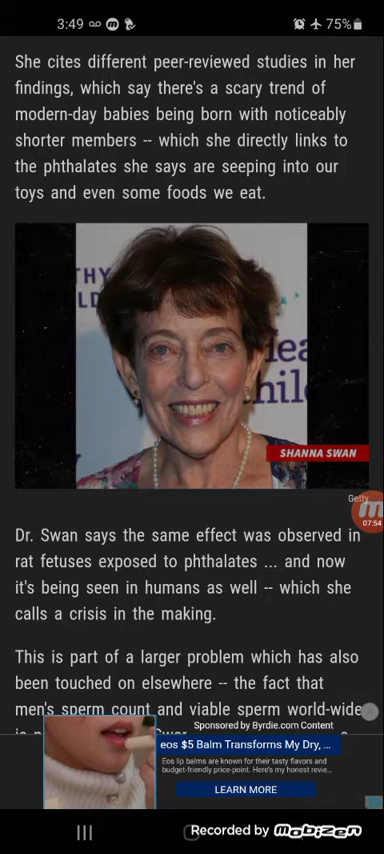 3:49
75%
She cites different peer-reviewed studies in her
findings, which say there's a scary trend of
modern-day babies being born with noticeably
shorter members -- which she directly links to
the phthalates she says are seeping into our
toys and even some foods we eat.
THY
LD
Hea
hil
SHANNA SWAN
Getty
07:54
Dr. Swan says the same effect was observed in
rat fetuses exposed to phthalates ... and now
it's being seen in humans as well -- which she
calls a crisis in the making.
This is part of a larger problem which has also
been touched on elsewhere -- the fact that
men's sperm count and viable sperm world-wide
Sponsored by Byrdie.com Content
eos $5 Balm Transforms My Dry, ...
Eos lip balms are known for their tasty flavors and
budget-friendly price-point. Here's my honest revie...
LEARN MORE
Recorded by Mobizen